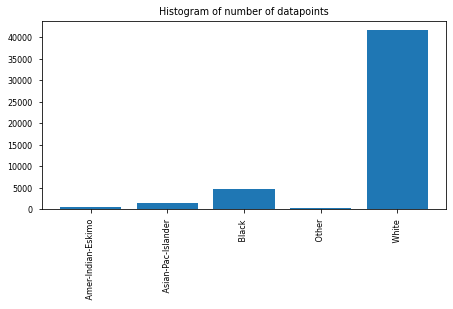 Histogram of number of datapoints
40000
35000
30000
25000
20000
15000
10000
5000
0
Amer-Indian-Eskimo
Asian-Pac-Islander
Black
Other
White